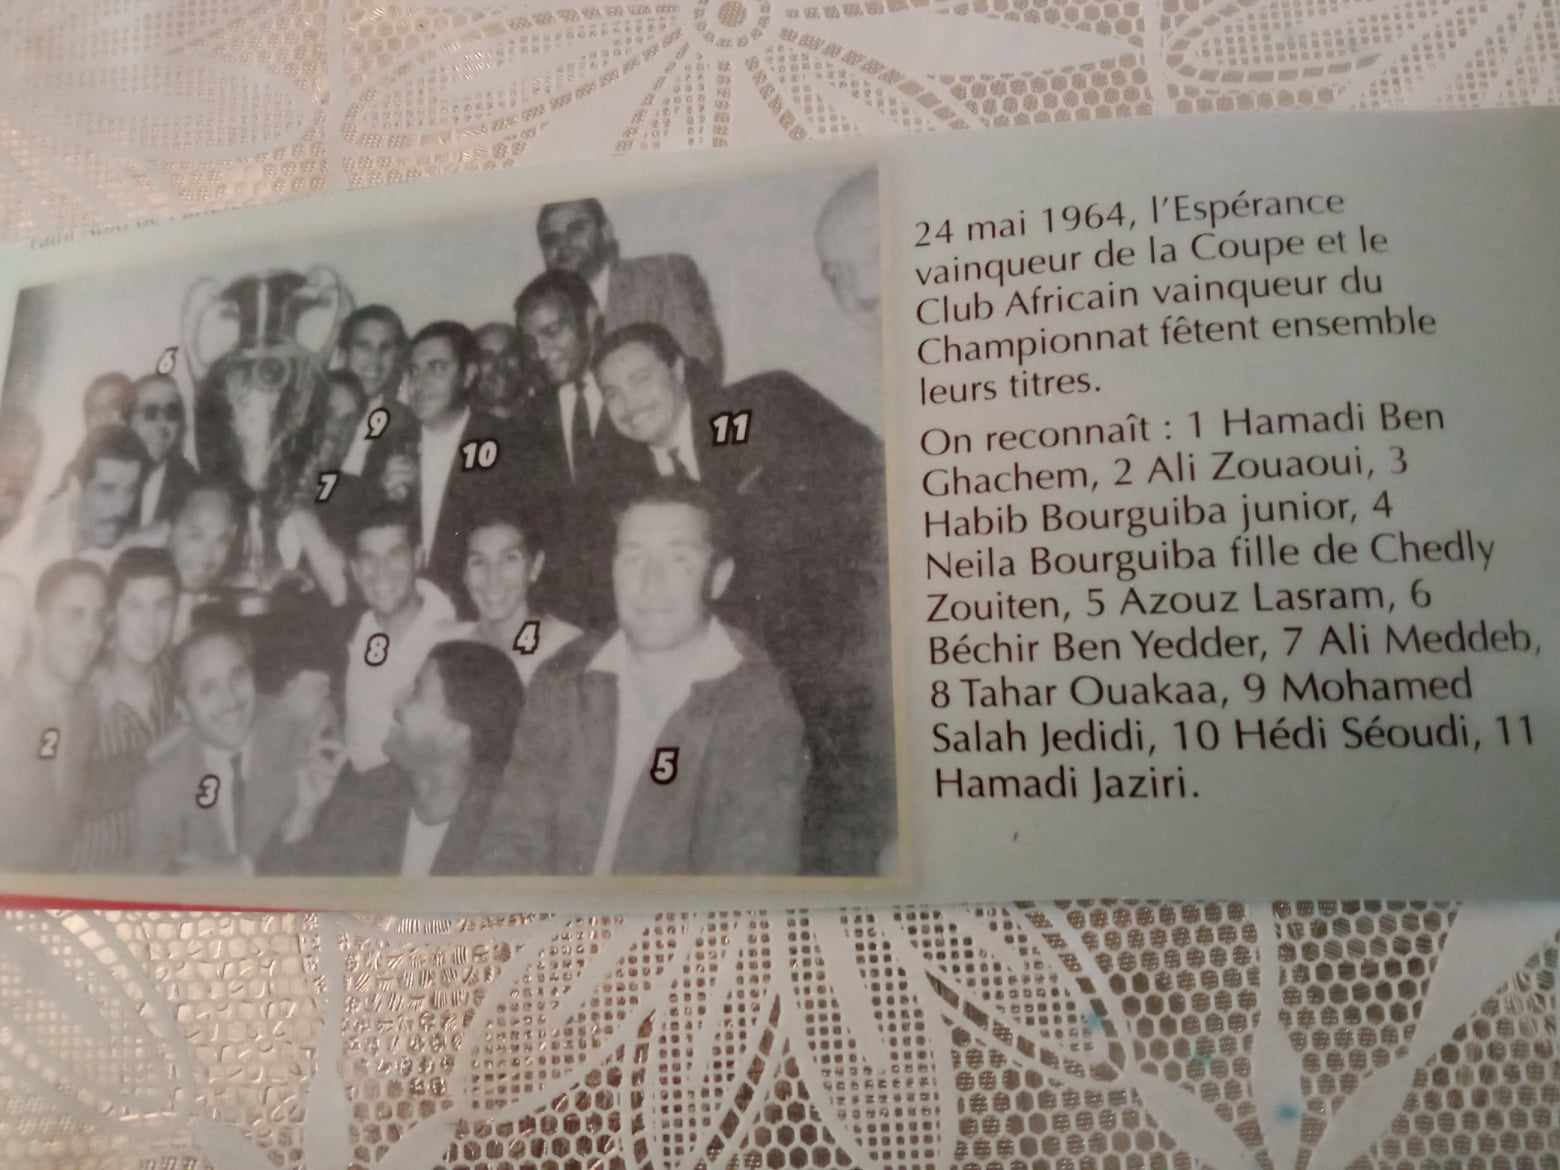 24 mai 1964, l'Espérance
vainqueur de la Coupe et le
Club Africain vainqueur du
Championnat fêtent ensemble
leurs titres.
On reconnaît : 1 Hamadi Ben
Ghachem, 2 Ali Zouaoui, 3
Habib Bourguiba junior, 4
Neila Bourguiba fille de Chedly
Zouiten, 5 Azouz Lasram, 6
Béchir Ben Yedder, 7 Ali Meddeb,
8 Tahar Ouakaa, 9 Mohamed
Salah Jedidi, 10 Hédi Séoudi, 11
Hamadi Jaziri.
6
9
11
10
7
8
4
2
5
3